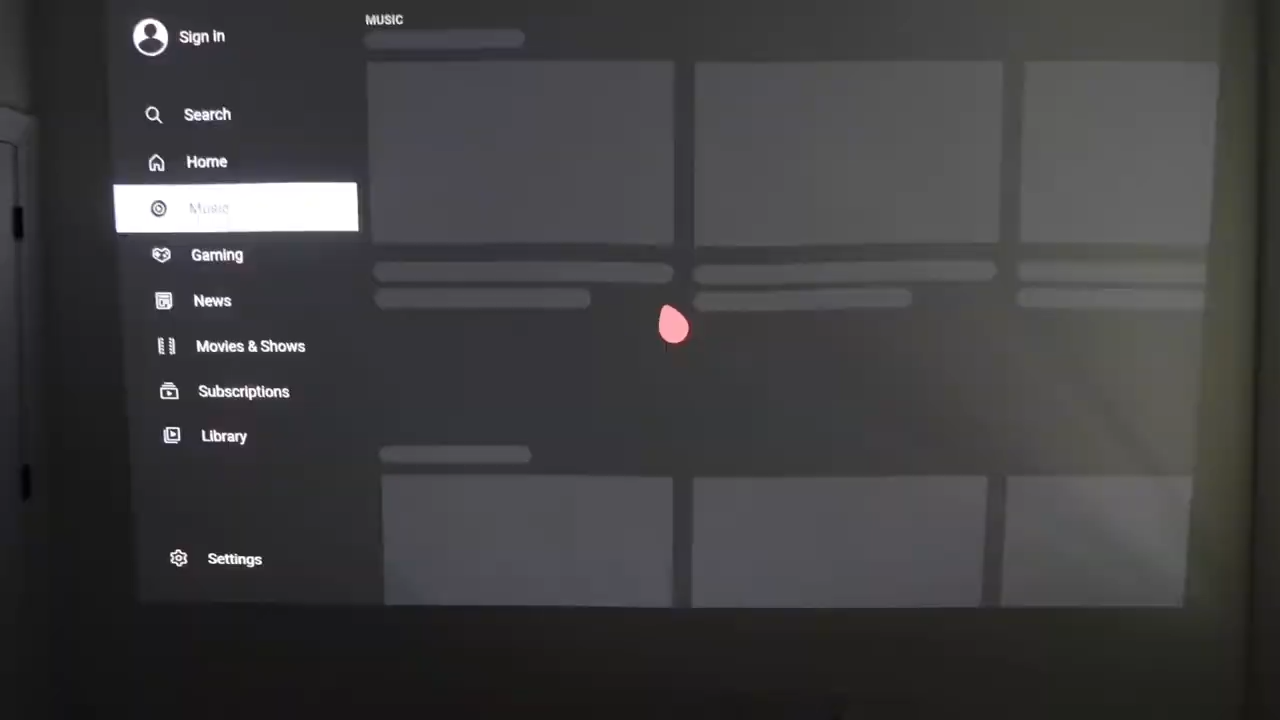 Sign in
MUSIC
Search
Home
Music
Gaming
News
Movies & Shows
Subscriptions
Library
Settings